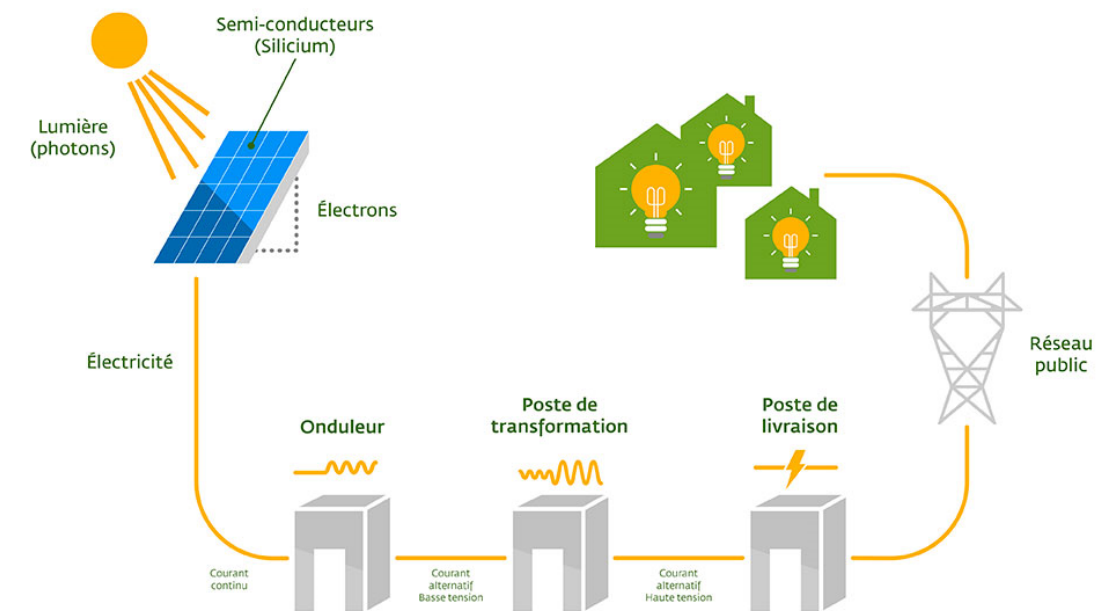 Semi-conducteurs
(Silicium)
Lumière
(photons)
Électrons
Électricité
Réseau
public
Onduleur
Poste de
transformation
Poste de
livraison
Courant
continu
Courant
alternatif
Basse tension
Courant
alternatif
Haute tension